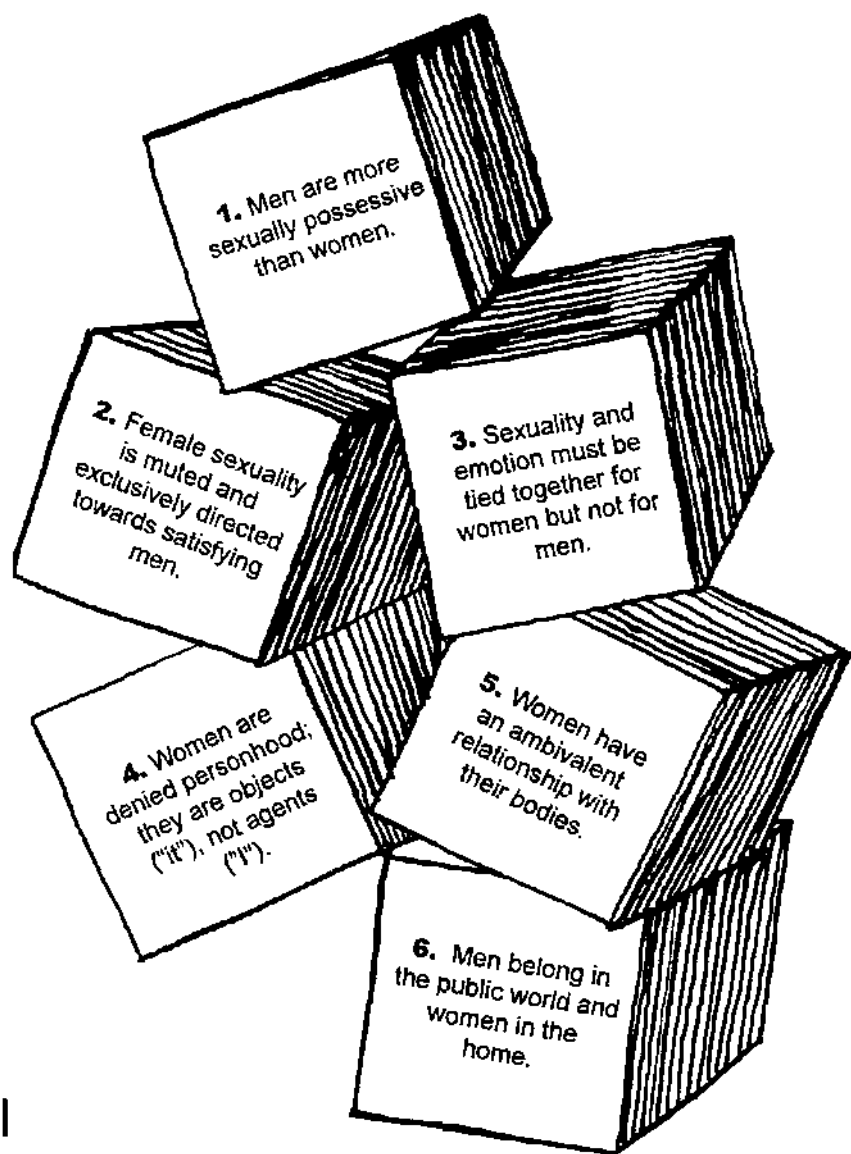 1. Men are more
sexually possessive
than women.
2. Female sexuality
is muted and
exclusively directed
towards satisfying
men.
3. Sexuality and
emotion must be
tied together for
women but not for
men.
4. Women are
denied personhood;
they are objects
("it"), not agents
("I").
5. Women have
an ambivalent
relationship with
their bodies.
6. Men belong in
the public world and
women in the
home.